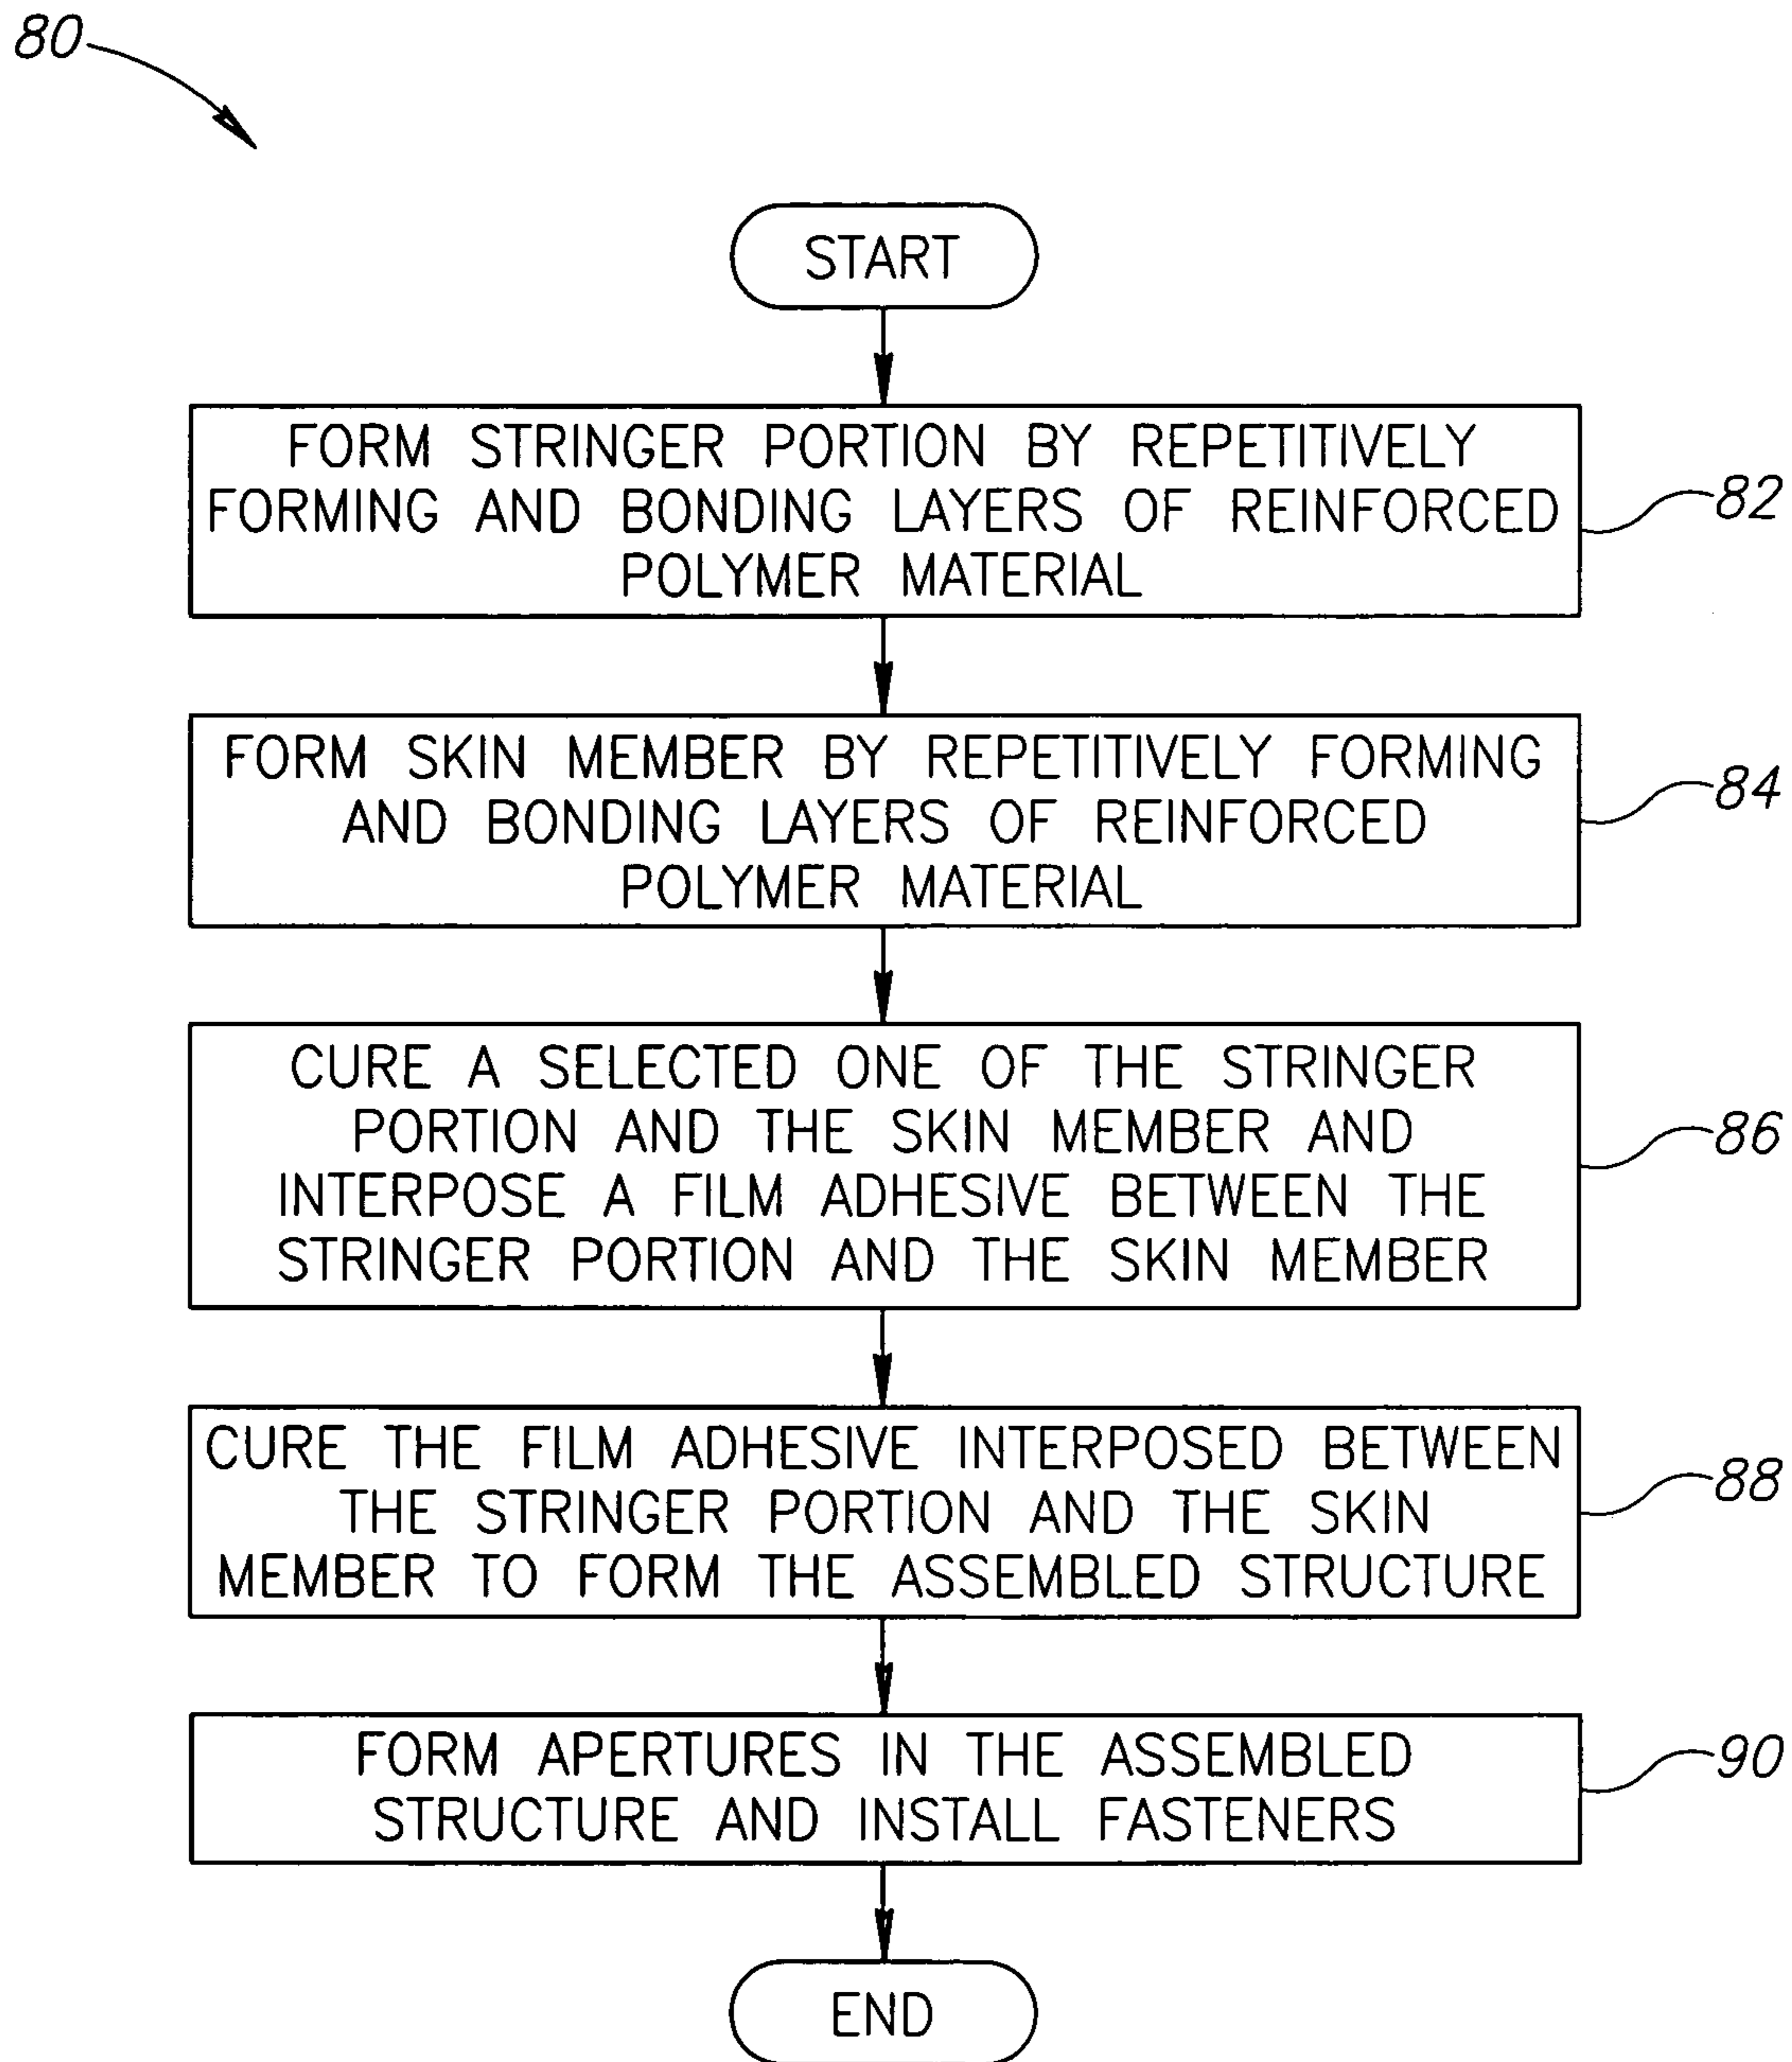 80
START
FORM STRINGER PORTION BY REPETITIVELY
FORMING AND BONDING LAYERS OF REINFORCED
POLYMER MATERIAL
82
FORM SKIN MEMBER BY REPETITIVELY FORMING
AND BONDING LAYERS OF REINFORCED
POLYMER MATERIAL
84
CURE A SELECTED ONE OF THE STRINGER
PORTION AND THE SKIN MEMBER AND
INTERPOSE A FILM ADHESIVE BETWEEN THE
STRINGER PORTION AND THE SKIN MEMBER
86
CURE THE FILM ADHESIVE INTERPOSED BETWEEN
THE STRINGER PORTION AND THE SKIN
MEMBER TO FORM THE ASSEMBLED STRUCTURE
88
FORM APERTURES IN THE ASSEMBLED
STRUCTURE AND INSTALL FASTENERS
90
END